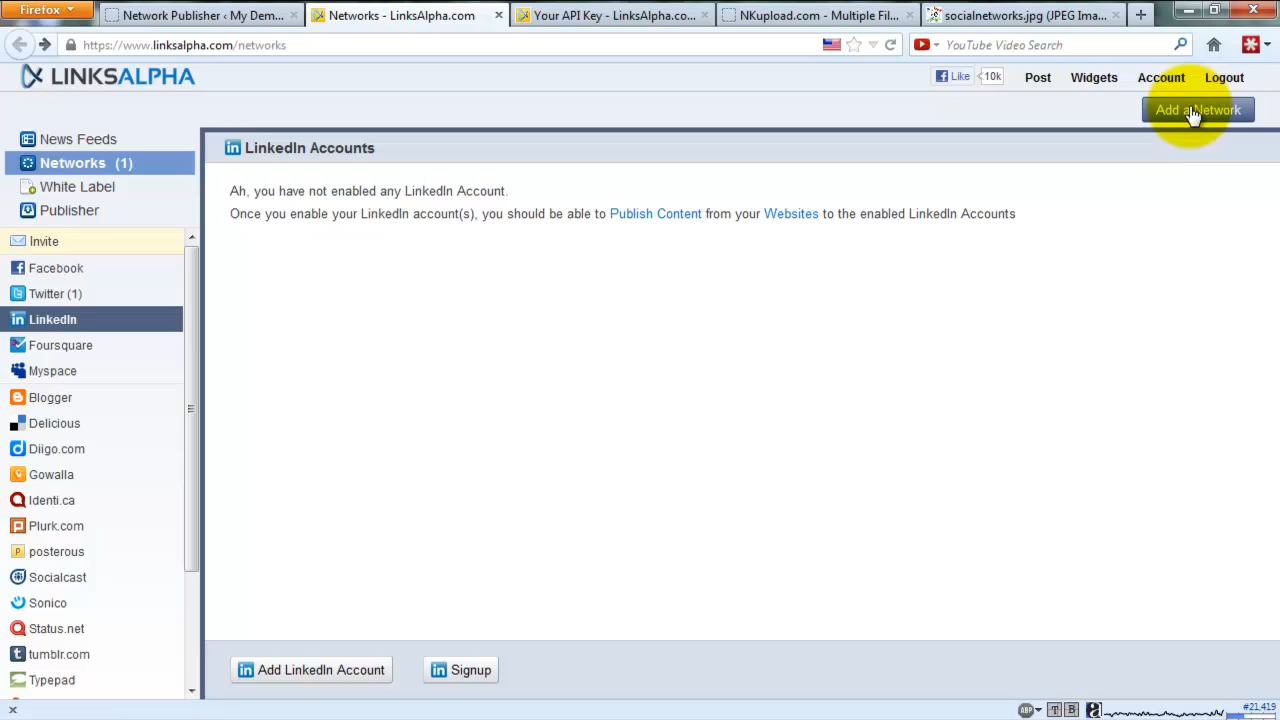 Firefox
Network Publisher ‹ My Dem...
Networks - LinksAlpha.com
Your API Key - LinksAlpha.co...
NKupload.com - Multiple Fil...
socialnetworks.jpg (JPEG Ima...
https://www.linksalpha.com/networks
YouTube Video Search
LINKSALPHA
Like
10k
Post
Widgets
Account
Logout
Add a Network
News Feeds
Networks (1)
White Label
Publisher
Invite
Facebook
Twitter (1)
LinkedIn
Foursquare
Myspace
Blogger
Delicious
Diigo.com
Gowalla
Identi.ca
Plurk.com
posterous
Socialcast
Sonico
Status.net
tumblr.com
Typepad
LinkedIn Accounts
Ah, you have not enabled any LinkedIn Account.
Once you enable your LinkedIn account(s), you should be able to Publish Content from your Websites to the enabled LinkedIn Accounts
Add LinkedIn Account
Signup
ABP
#21,419